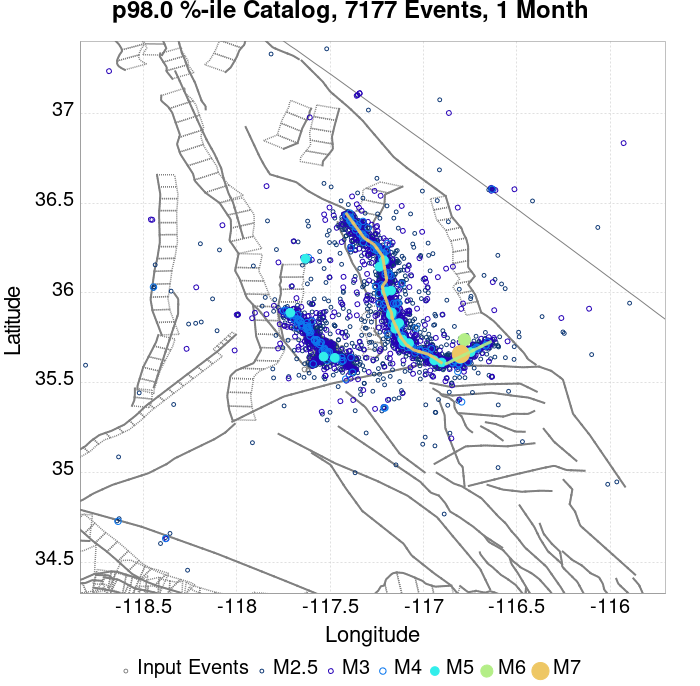 p98.0 %-ile Catalog, 7177 Events, 1 Month
37
36.5
36
35.5
35
34.5
Latitude
-118.5 -118 -117.5 -117 -116.5 -116
Longitude
Input Events M2.5 M3 M4 M5 M6 M7